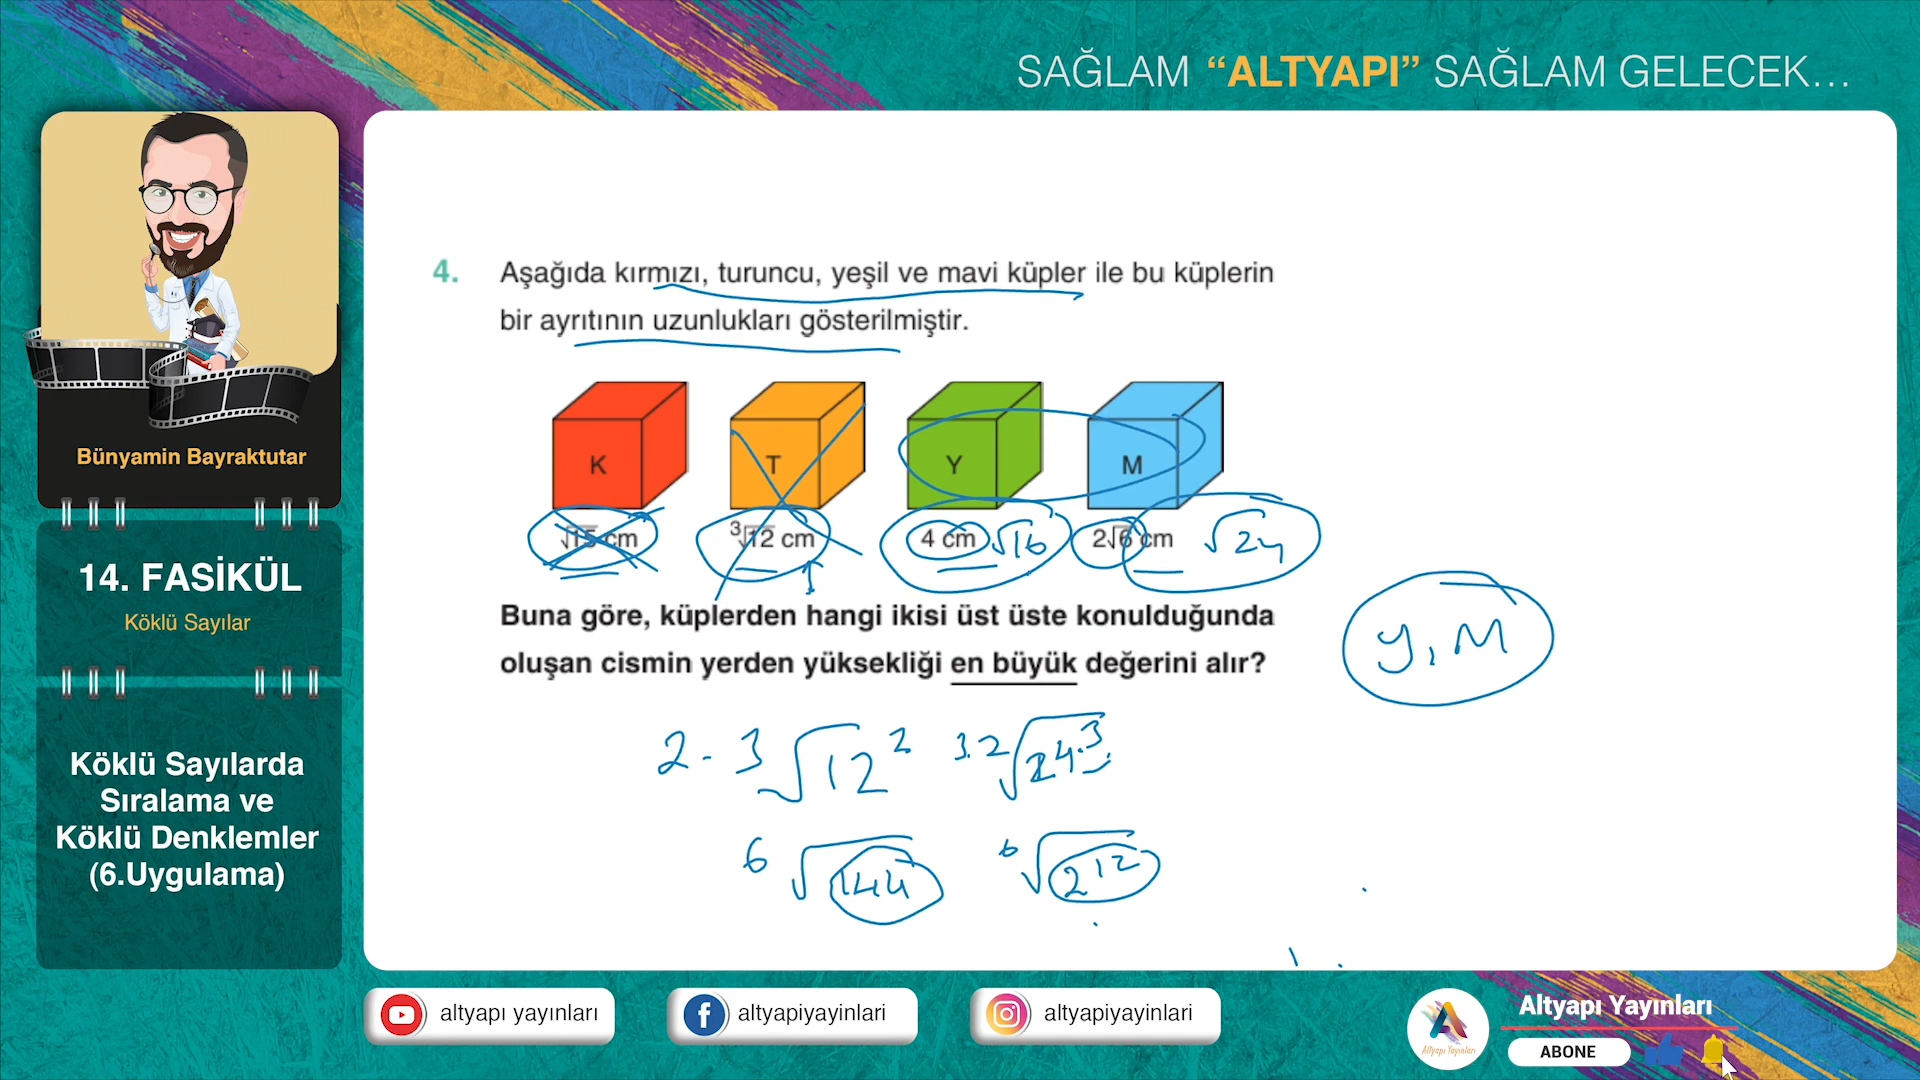 SAĞLAM “ALTYAPI” SAĞLAM GELECEK...
Bünyamin Bayraktutar
14. FASİKÜL
Köklü Sayılar
Köklü Sayılarda
Sıralama ve
Köklü Denklemler
(6.Uygulama)
4. Aşağıda kırmızı, turuncu, yeşil ve mavi küpler ile bu küplerin
bir ayrıtının uzunlukları gösterilmiştir.
K T Y M
√15 cm ³√12 cm 4 cm √16 2√6 cm √24
Buna göre, küplerden hangi ikisi üst üste konulduğunda
oluşan cismin yerden yüksekliği en büyük değerini alır?
y, M
2·3√12² 3·2√24³
6√144 6√2¹²
altyapı yayınları
altyapiyayinlari
altyapiyayinlari
Altyapı Yayınları
Altyapı Yayınları
ABONE